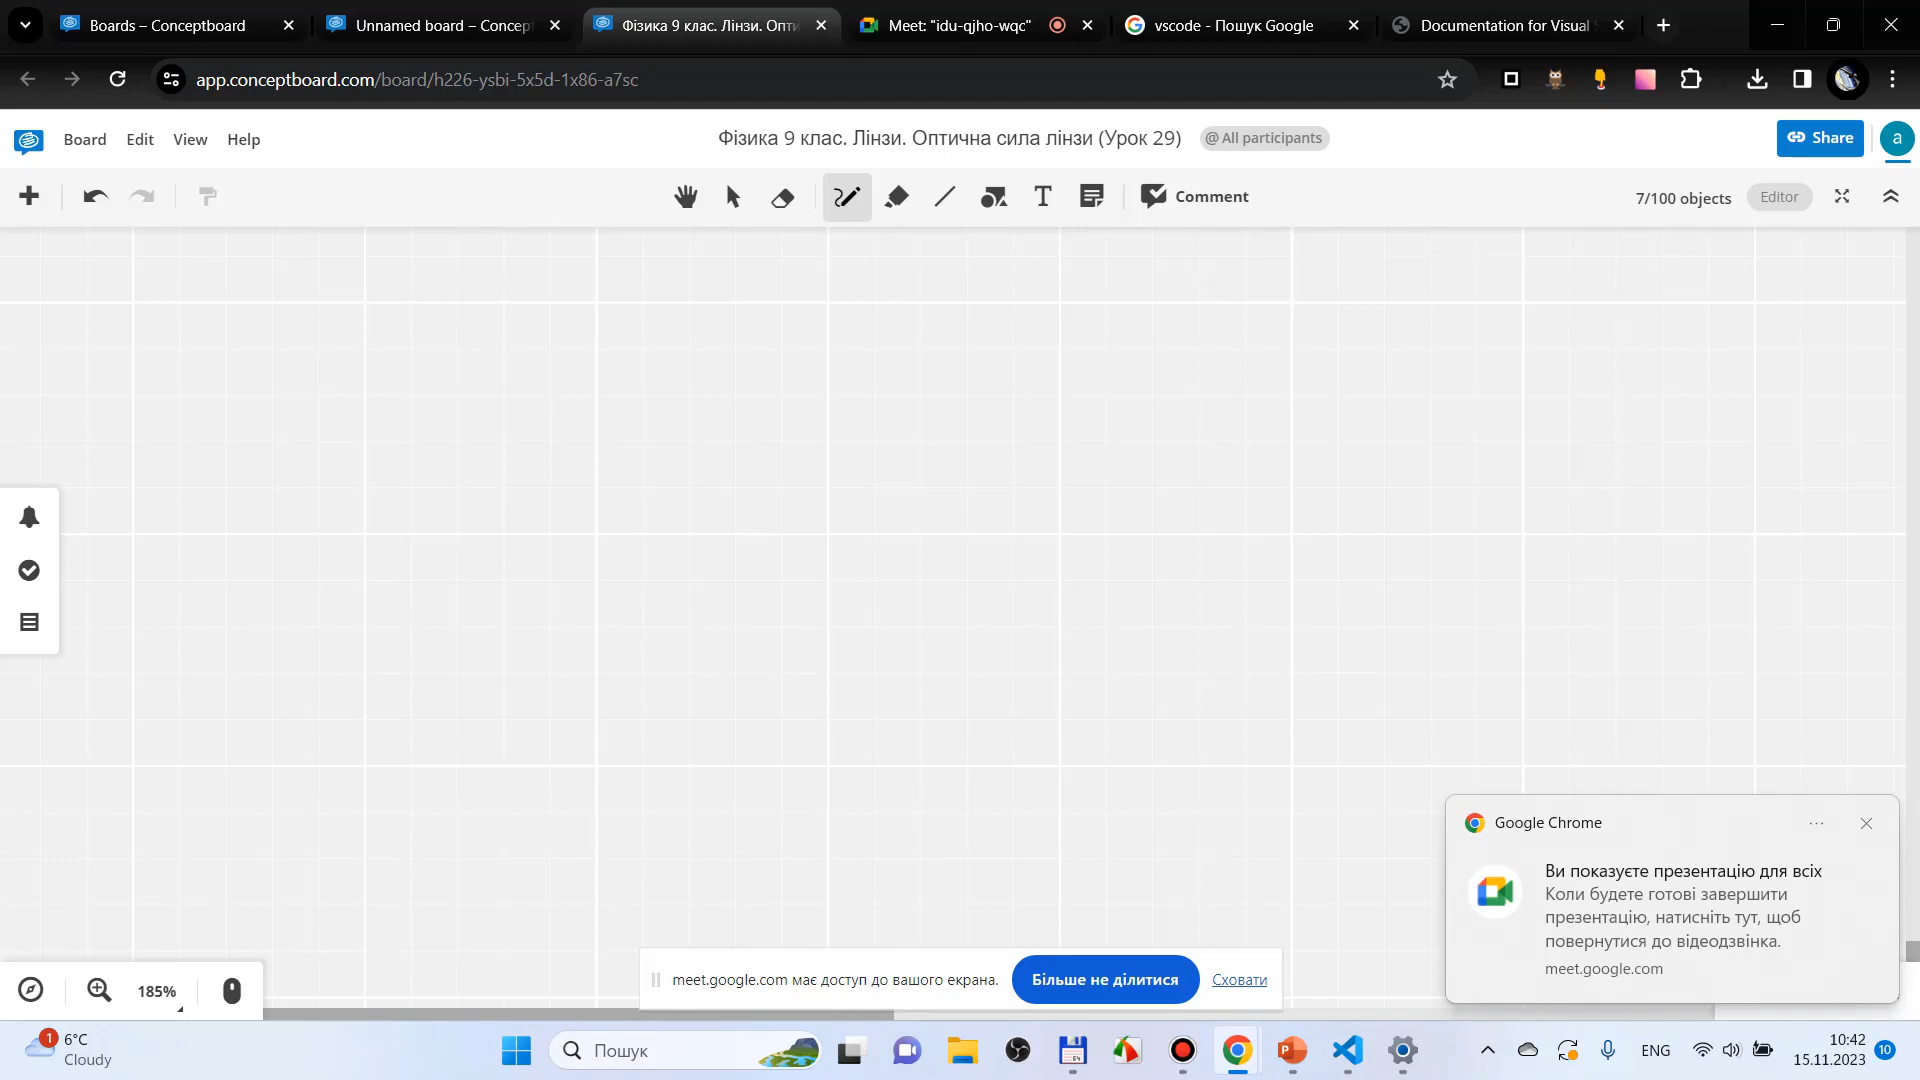 Boards – Conceptboard
Unnamed board – Concep
Фізика 9 клас. Лінзи. Опти
Meet: "idu-qjho-wqc"
vscode - Пошук Google
Documentation for Visual
app.conceptboard.com/board/h226-ysbi-5x5d-1x86-a7sc
Board
Edit
View
Help
Фізика 9 клас. Лінзи. Оптична сила лінзи (Урок 29)
@ All participants
Share
a
T
Comment
7/100 objects
Editor
Google Chrome
Ви показуєте презентацію для всіх
Коли будете готові завершити
презентацію, натисніть тут, щоб
повернутися до відеодзвінка.
meet.google.com
meet.google.com має доступ до вашого екрана.
Більше не ділитися
Сховати
185%
1
6°C
Cloudy
Пошук
64
P
ENG
10:42
15.11.2023
10